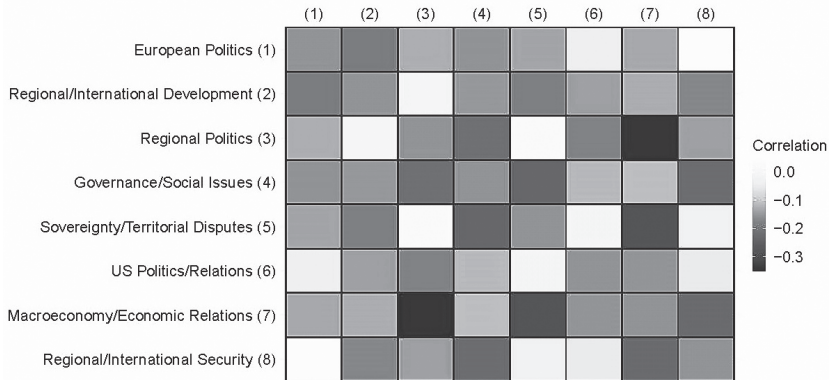 (1) (2) (3) (4) (5) (6) (7) (8)
European Politics (1)
Regional/International Development (2)
Regional Politics (3)
Governance/Social Issues (4)
Sovereignty/Territorial Disputes (5)
US Politics/Relations (6)
Macroeconomy/Economic Relations (7)
Regional/International Security (8)
Correlation
0.0
−0.1
−0.2
−0.3